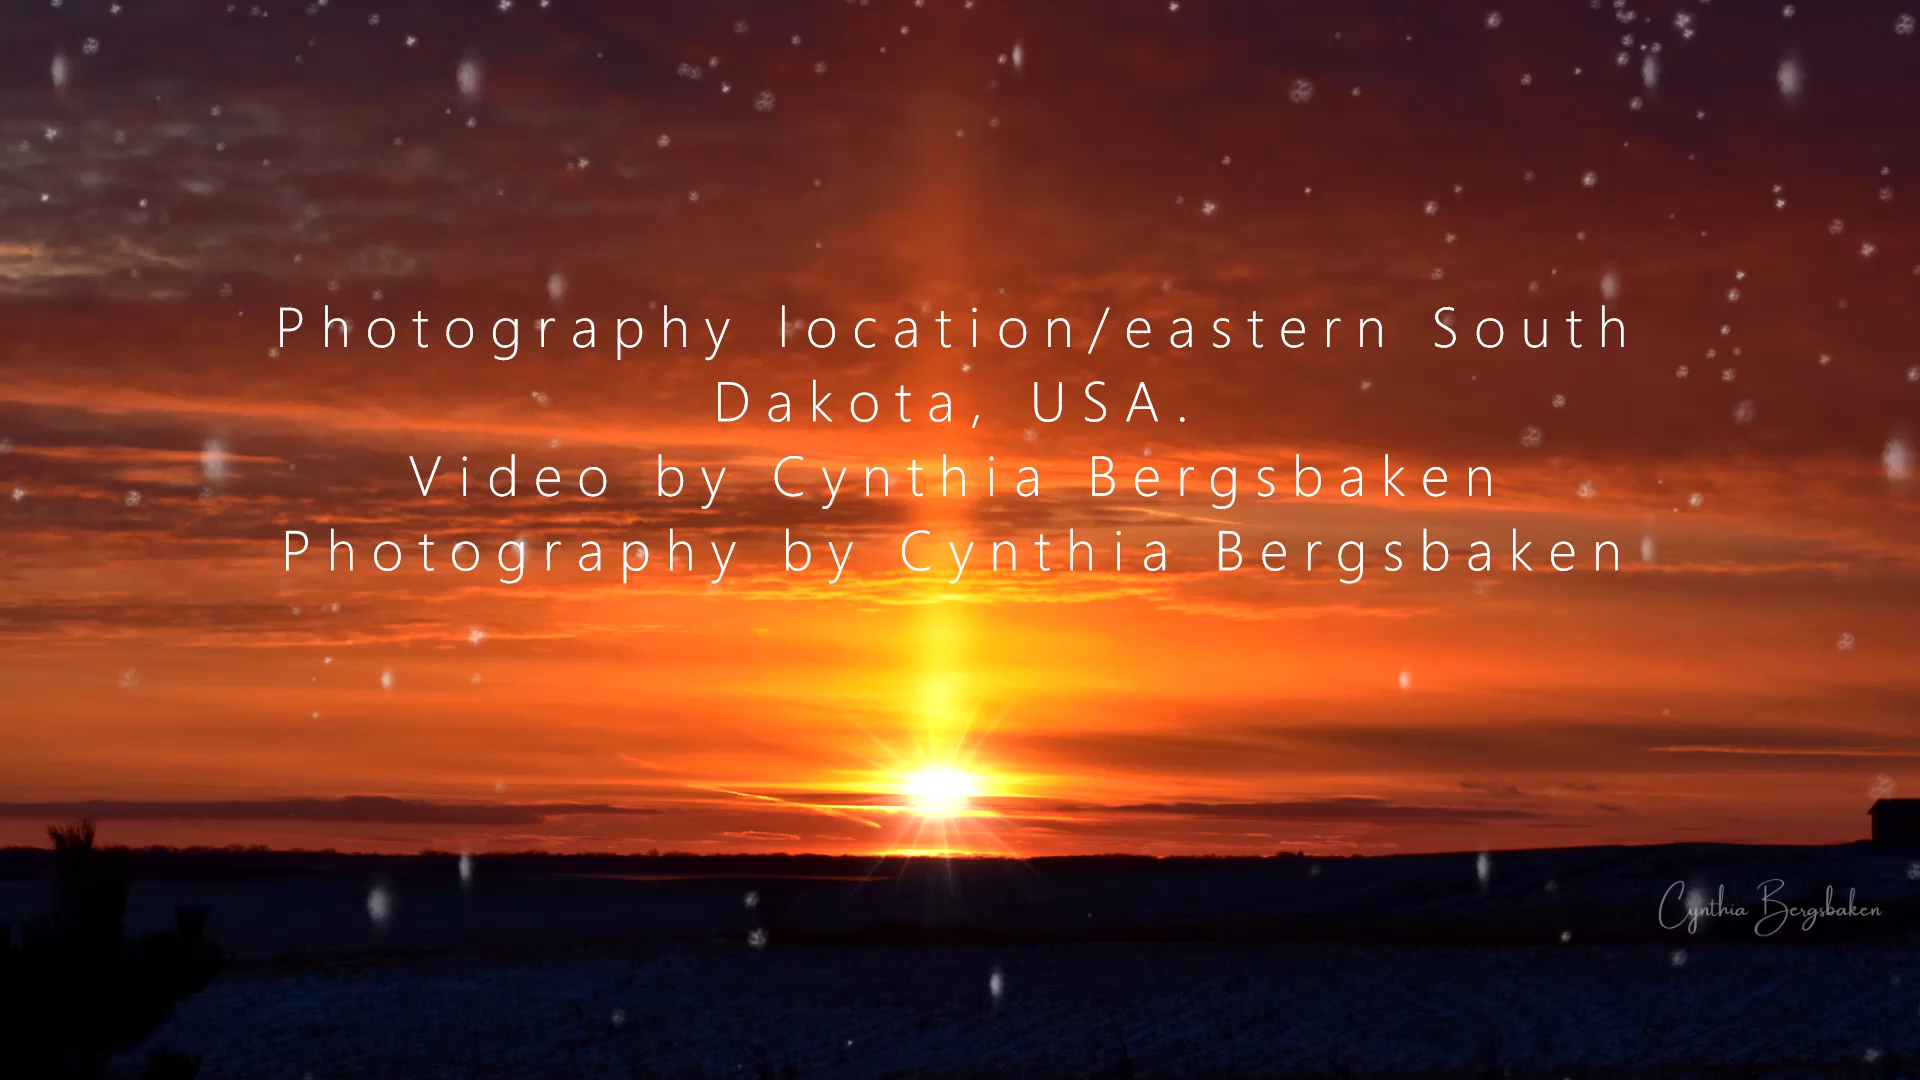 Photography location/eastern South
Dakota, USA.
Video by Cynthia Bergsbaken
Photography by Cynthia Bergsbaken
Cynthia Bergsbaken